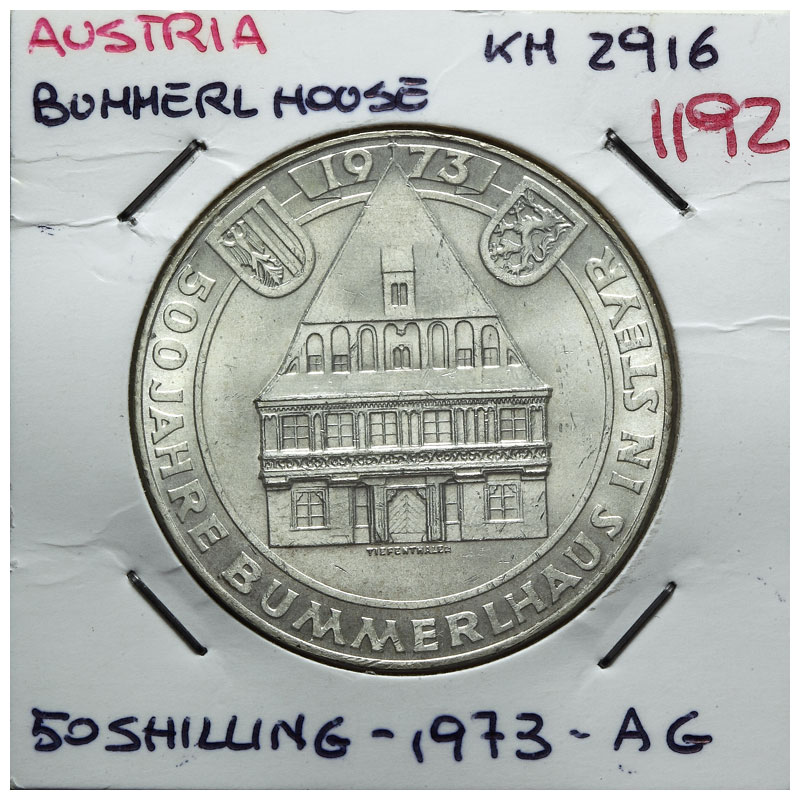 AUSTRIA
KM 2916
BUMMERL HOUSE
1192
1973
500 JAHRE BUMMERLHAUS IN STEYR
TIEFENTHALER
50 SHILLING - 1973 - AG